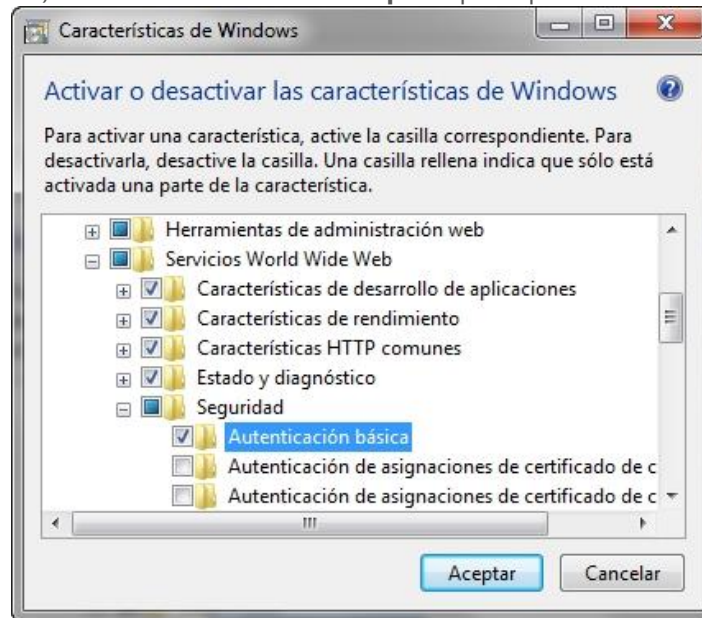 Características de Windows
Activar o desactivar las características de Windows
Para activar una característica, active la casilla correspondiente. Para
desactivarla, desactive la casilla. Una casilla rellena indica que sólo está
activada una parte de la característica.
Herramientas de administración web
Servicios World Wide Web
Características de desarrollo de aplicaciones
Características de rendimiento
Características HTTP comunes
Estado y diagnóstico
Seguridad
Autenticación básica
Autenticación de asignaciones de certificado de c
Autenticación de asignaciones de certificado de c
Aceptar Cancelar